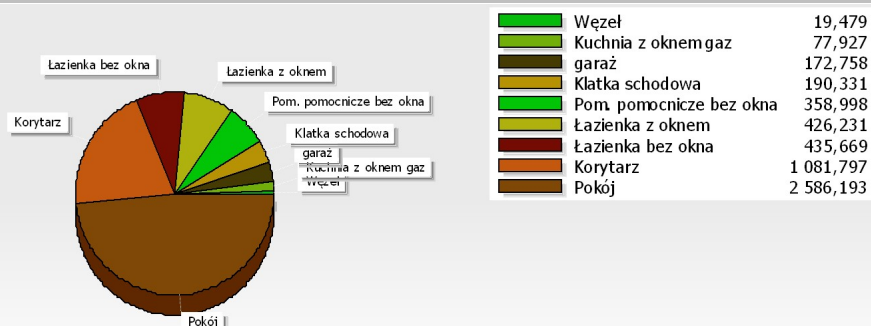 Łazienka bez okna
Łazienka z oknem
Pom. pomocnicze bez okna
Korytarz
Klatka schodowa
garaż
Kuchnia z oknem gaz
Węzeł
Pokój
Węzeł 19,479
Kuchnia z oknem gaz 77,927
garaż 172,758
Klatka schodowa 190,331
Pom. pomocnicze bez okna 358,998
Łazienka z oknem 426,231
Łazienka bez okna 435,669
Korytarz 1 081,797
Pokój 2 586,193